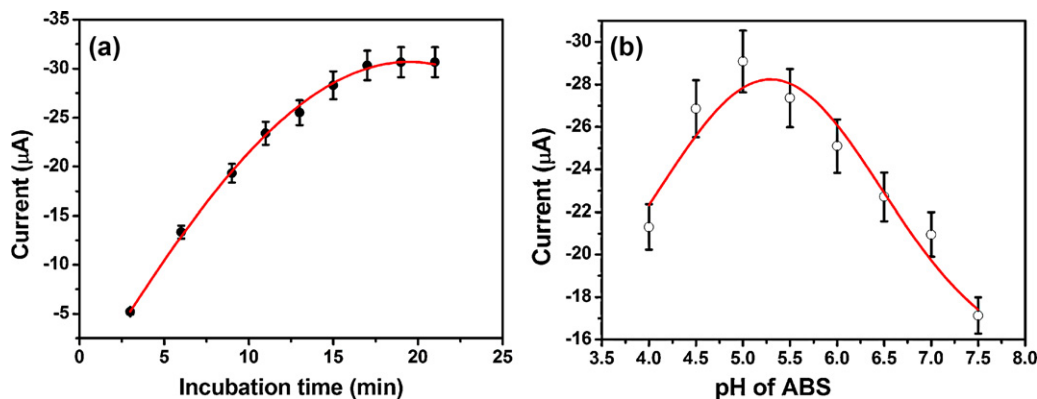 (a)
-35
-30
-25
-20
-15
-10
-5
Current (μA)
0 5 10 15 20 25
Incubation time (min)
(b)
-30
-28
-26
-24
-22
-20
-18
-16
Current (μA)
3.5 4.0 4.5 5.0 5.5 6.0 6.5 7.0 7.5 8.0
pH of ABS